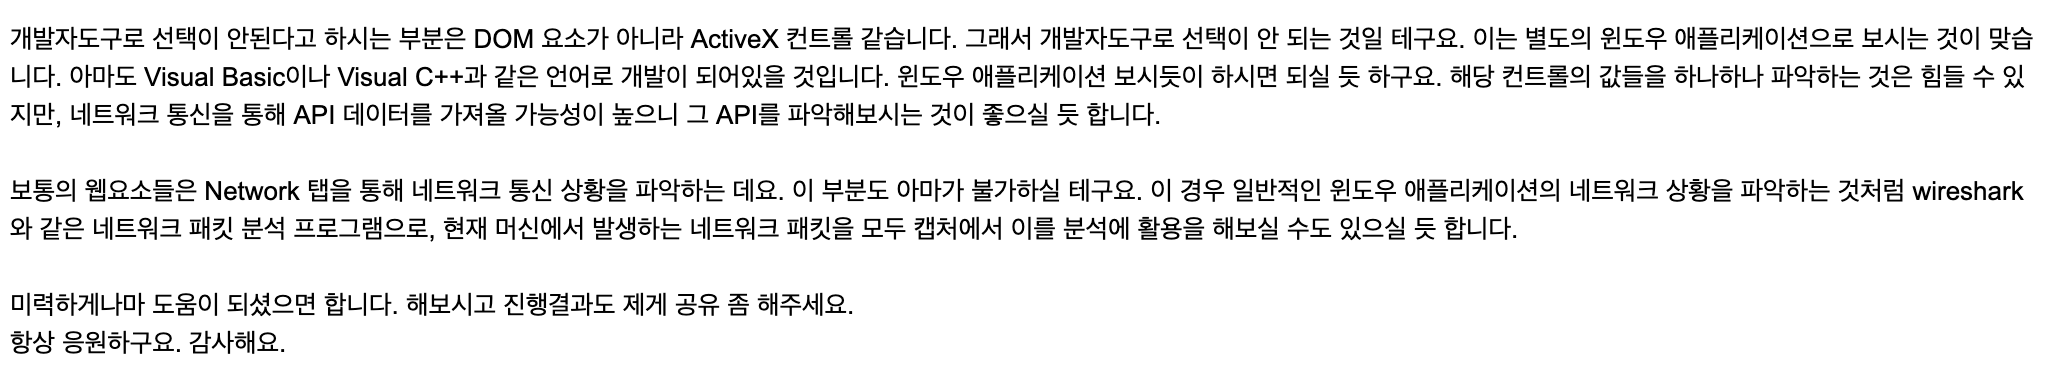 개발자도구로 선택이 안된다고 하시는 부분은 DOM 요소가 아니라 ActiveX 컨트롤 같습니다. 그래서 개발자도구로 선택이 안 되는 것일 테구요. 이는 별도의 윈도우 애플리케이션으로 보시는 것이 맞습
니다. 아마도 Visual Basic이나 Visual C++과 같은 언어로 개발이 되어있을 것입니다. 윈도우 애플리케이션 보시듯이 하시면 되실 듯 하구요. 해당 컨트롤의 값들을 하나하나 파악하는 것은 힘들 수 있
지만, 네트워크 통신을 통해 API 데이터를 가져올 가능성이 높으니 그 API를 파악해보시는 것이 좋으실 듯 합니다.
보통의 웹요소들은 Network 탭을 통해 네트워크 통신 상황을 파악하는 데요. 이 부분도 아마가 불가하실 테구요. 이 경우 일반적인 윈도우 애플리케이션의 네트워크 상황을 파악하는 것처럼 wireshark
와 같은 네트워크 패킷 분석 프로그램으로, 현재 머신에서 발생하는 네트워크 패킷을 모두 캡처에서 이를 분석에 활용을 해보실 수도 있으실 듯 합니다.
미력하게나마 도움이 되셨으면 합니다. 해보시고 진행결과도 제게 공유 좀 해주세요.
항상 응원하구요. 감사해요.